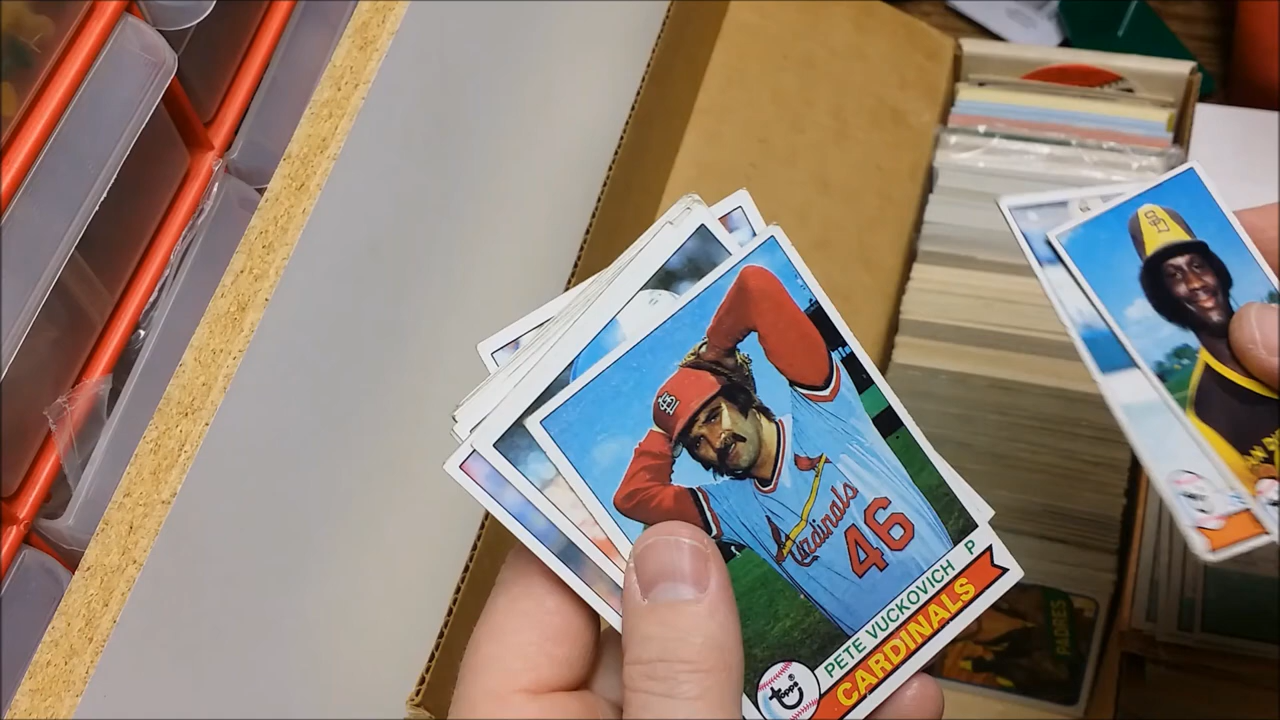 StL
SD
Cardinals
46
PETE VUCKOVICH P
CARDINALS
Topps®
PADRES